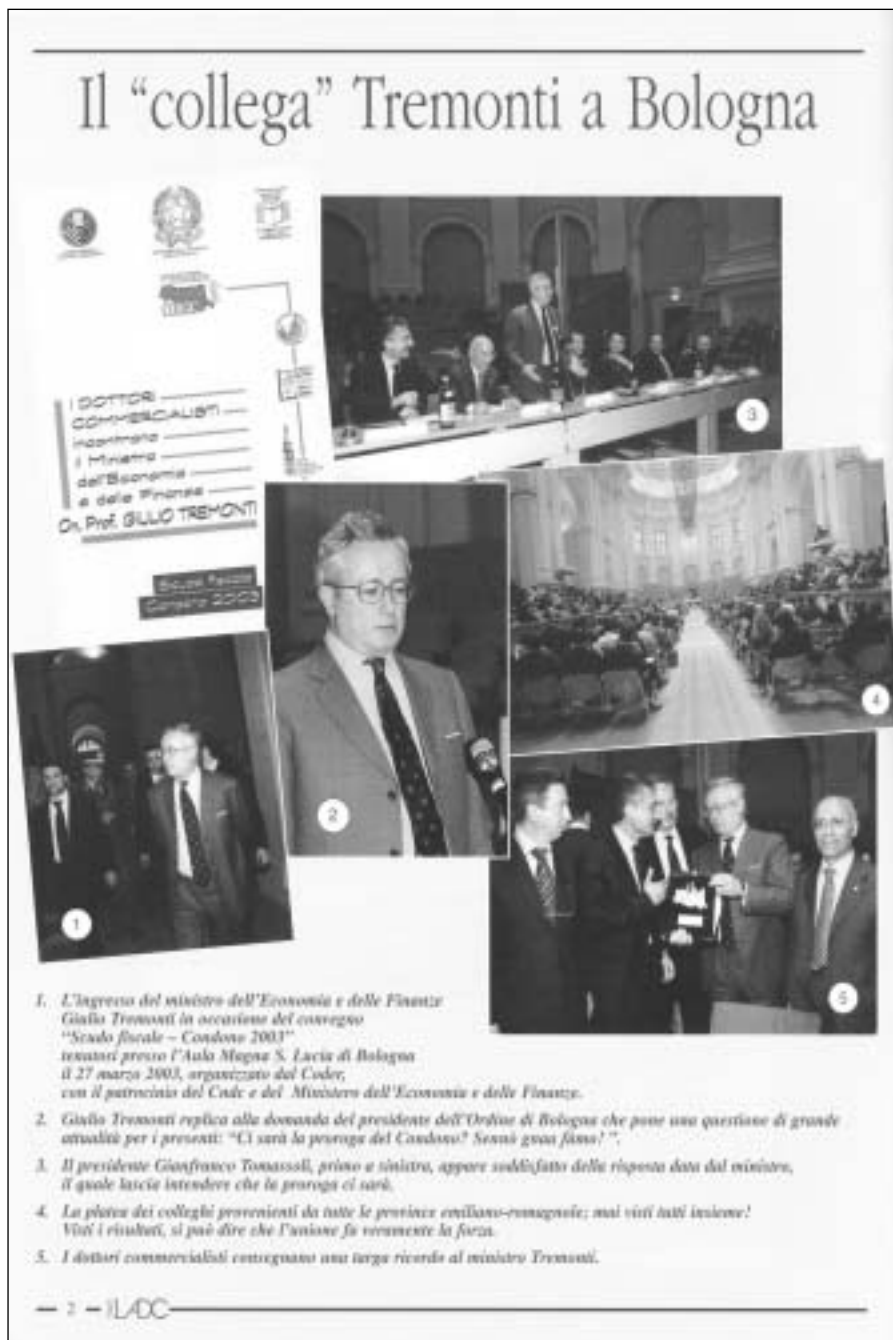 Il “collega” Tremonti a Bologna
I DOTTORI
COMMERCIALISTI
incontrano
il Ministro
dell'Economia
e delle Finanze
On. Prof. GIULIO TREMONTI
Scudo Fiscale
Condono 2003
3
4
2
1
5
1. L'ingresso del ministro dell'Economia e delle Finanze
Giulio Tremonti in occasione del convegno
“Scudo fiscale – Condono 2003”
tenutosi presso l'Aula Magna S. Lucia di Bologna
il 27 marzo 2003, organizzato dal Coder,
con il patrocinio del Cndc e del Ministero dell'Economia e delle Finanze.
2. Giulio Tremonti replica alla domanda del presidente dell'Ordine di Bologna che pone una questione di grande
attualità per i presenti: “Ci sarà la proroga del Condono? Sennò gnaa fämo! ”.
3. Il presidente Gianfranco Tomassoli, primo a sinistra, appare soddisfatto della risposta data dal ministro,
il quale lascia intendere che la proroga ci sarà.
4. La platea dei colleghi provenienti da tutte le province emiliano-romagnole; mai visti tutti insieme!
Visti i risultati, si può dire che l'unione fa veramente la forza.
5. I dottori commercialisti consegnano una targa ricordo al ministro Tremonti.
2